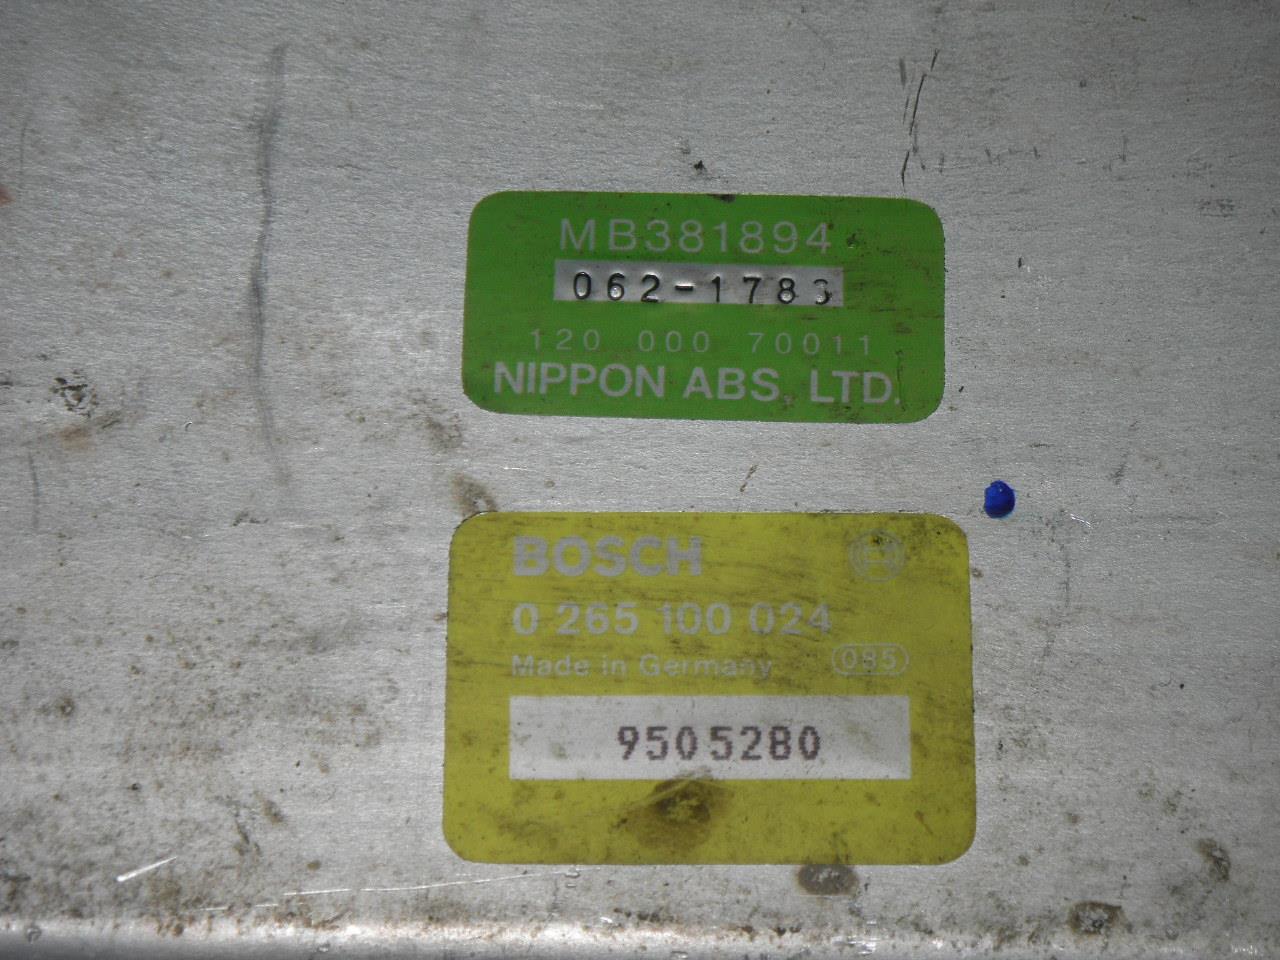 MB381894
062-1783
120 000 70011
NIPPON ABS, LTD.
BOSCH
0 265 100 024
Made in Germany 085
9505280